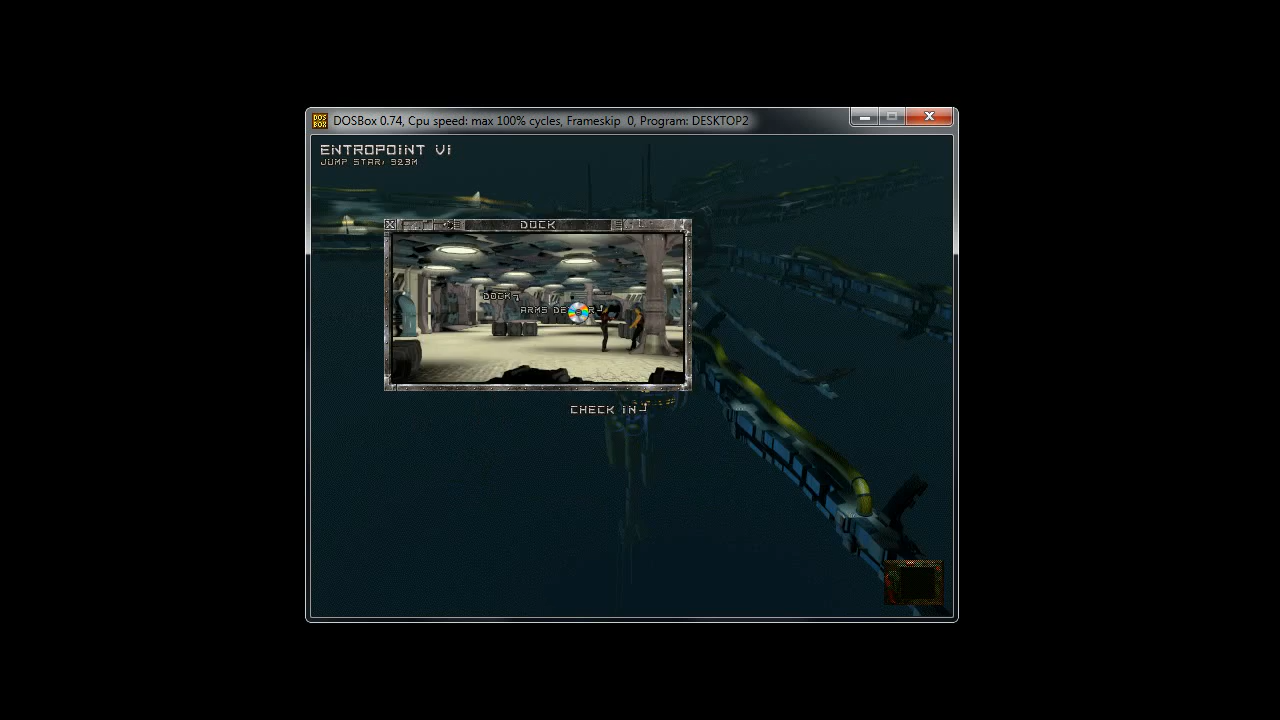 DOSBox 0.74, Cpu speed: max 100% cycles, Frameskip 0, Program: DESKTOP2
ENTROPOINT VI
JUMP STAR: 923M
DOCK
DOCK
ARMS
CHECK IN